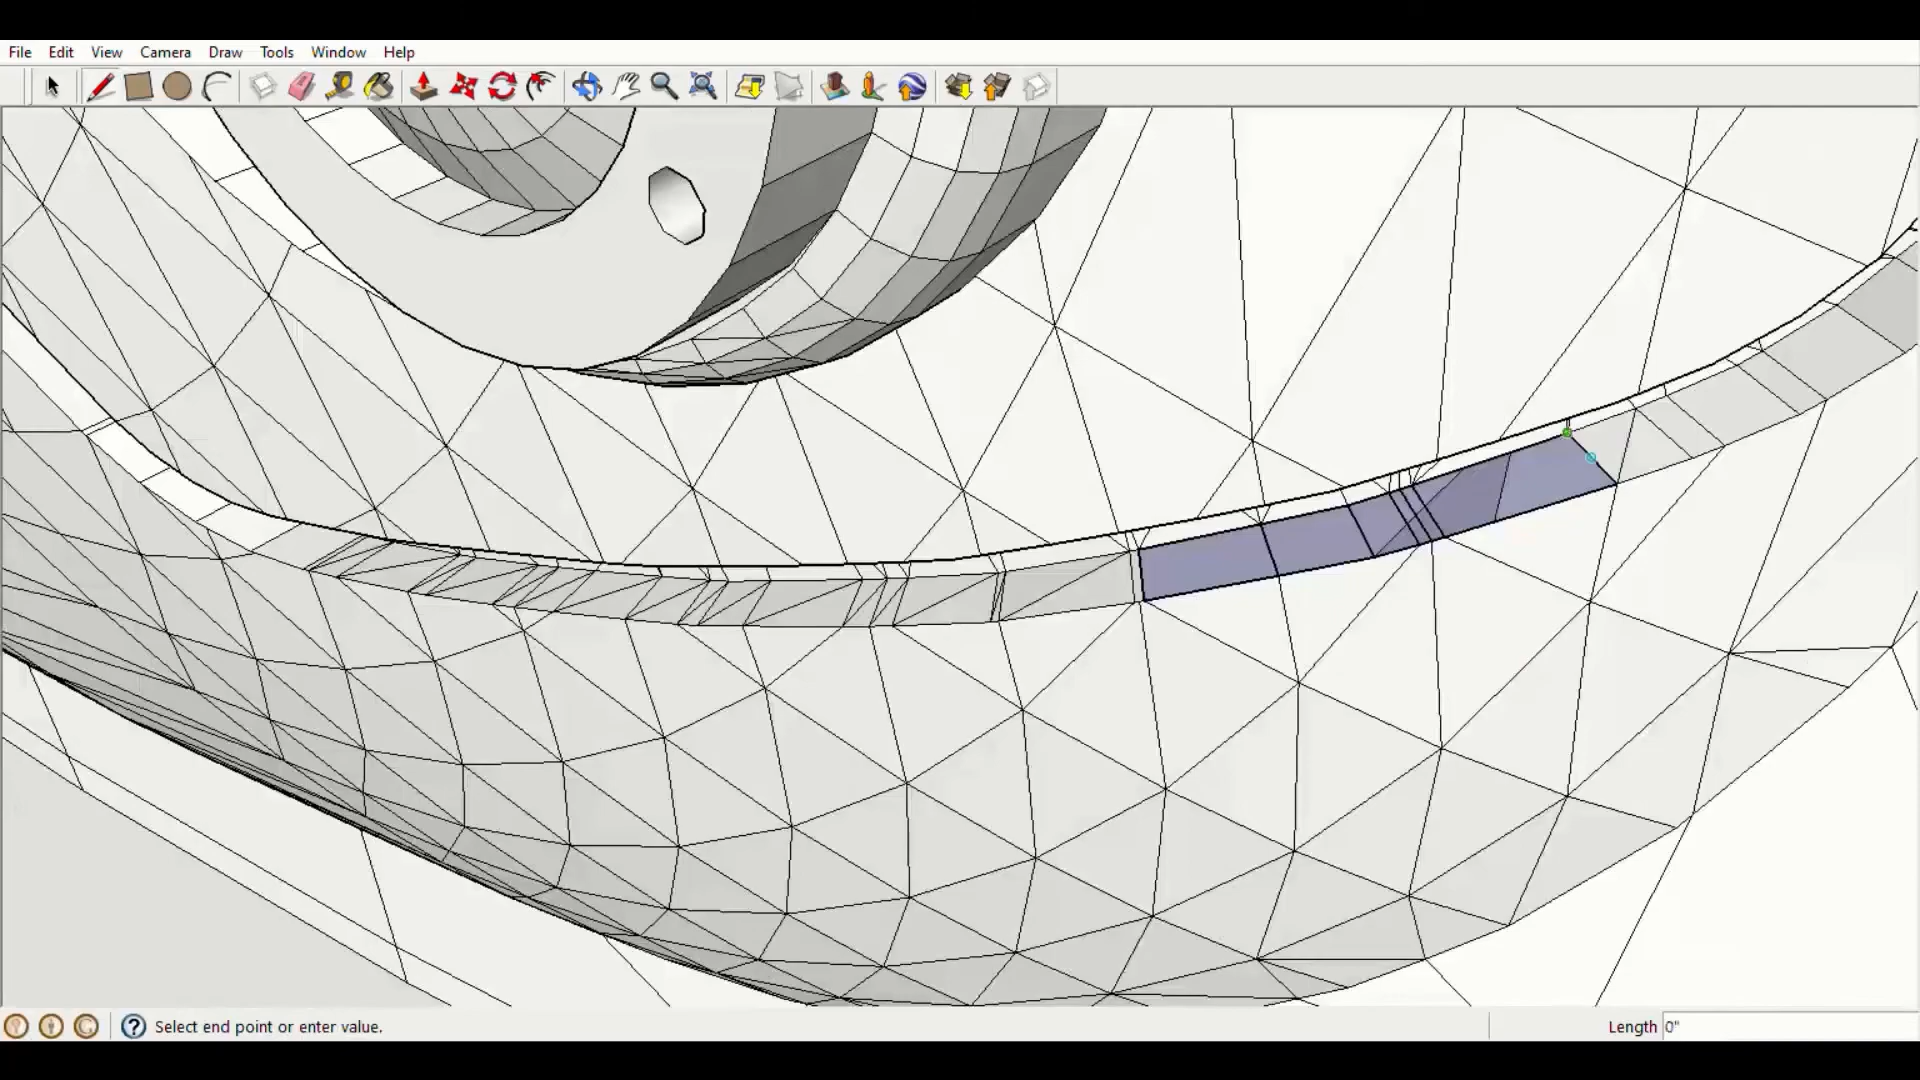 File Edit View Camera Draw Tools Window Help
Select end point or enter value.
Length 0"